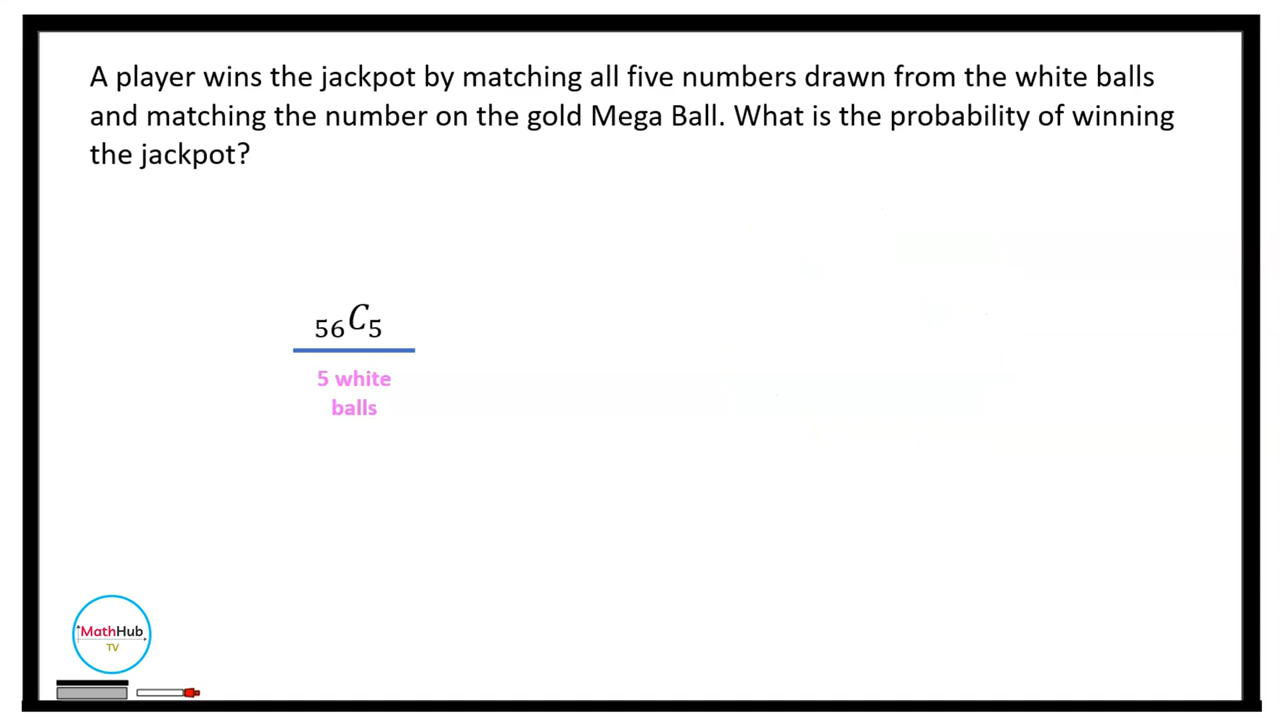 A player wins the jackpot by matching all five numbers drawn from the white balls
and matching the number on the gold Mega Ball. What is the probability of winning
the jackpot?
₅₆C₅
5 white
balls
MathHub
TV